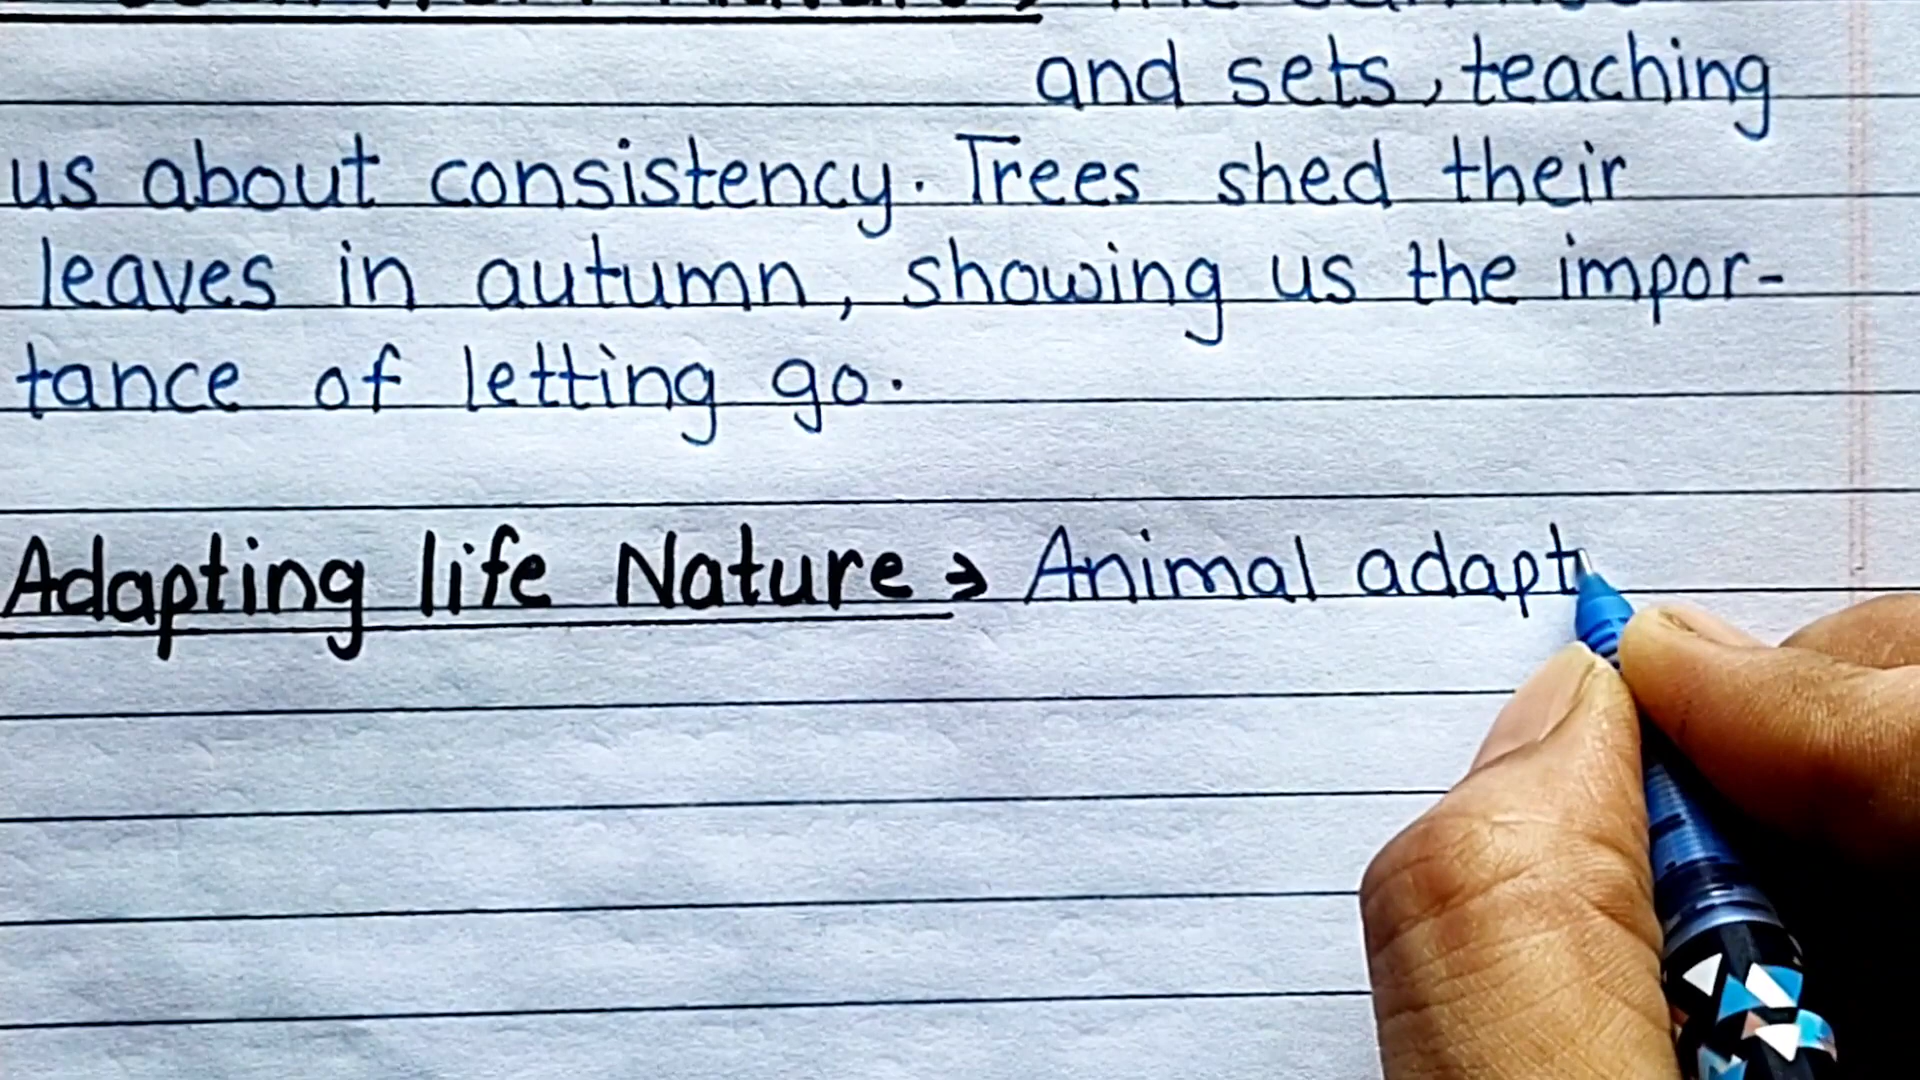 and sets, teaching
us about consistency. Trees shed their
leaves in autumn, showing us the impor-
tance of letting go.
Adapting life Nature → Animal adapt